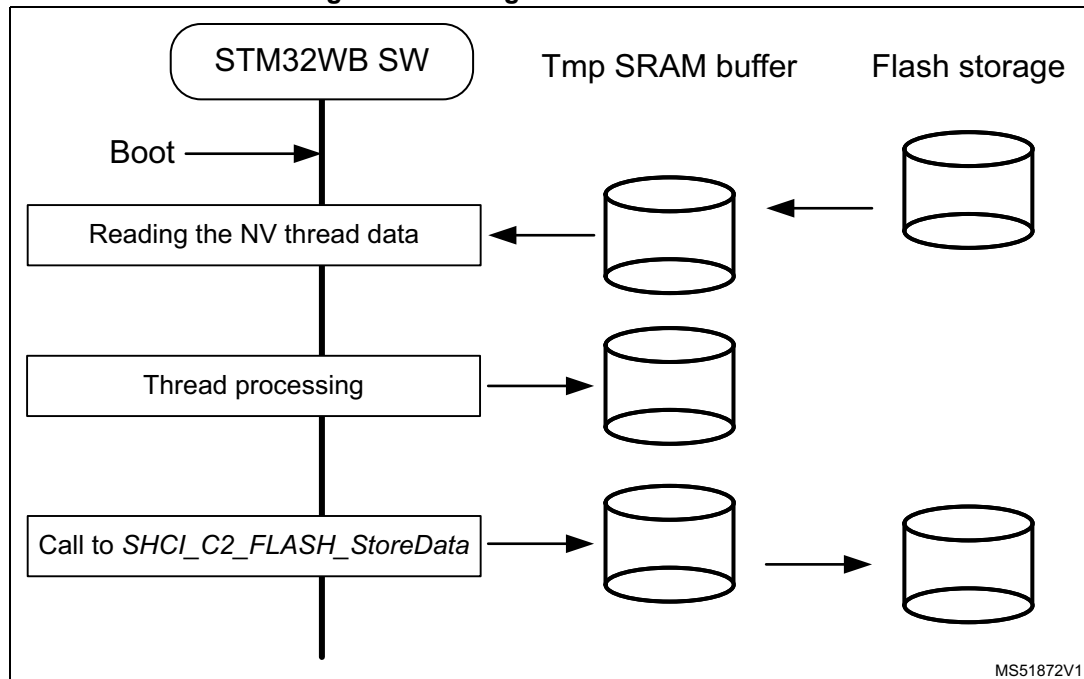 STM32WB SW
Tmp SRAM buffer
Flash storage
Boot
Reading the NV thread data
Thread processing
Call to SHCI_C2_FLASH_StoreData
MS51872V1